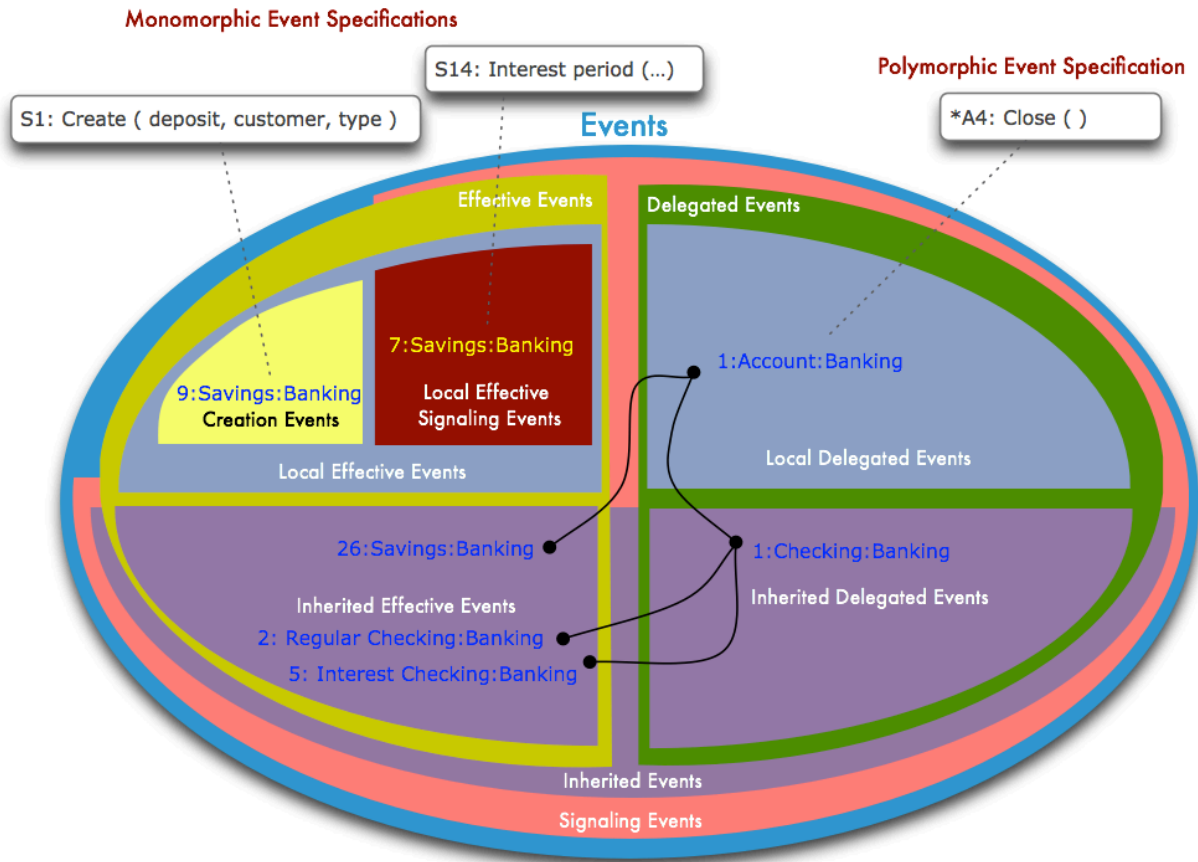 Monomorphic Event Specifications
S14: Interest period (...)
Polymorphic Event Specification
S1: Create ( deposit, customer, type )
*A4: Close ( )
Events
Effective Events
Delegated Events
7:Savings:Banking
1:Account:Banking
9:Savings:Banking
Creation Events
Local Effective
Signaling Events
Local Effective Events
Local Delegated Events
26:Savings:Banking
1:Checking:Banking
Inherited Effective Events
Inherited Delegated Events
2: Regular Checking:Banking
5: Interest Checking:Banking
Inherited Events
Signaling Events